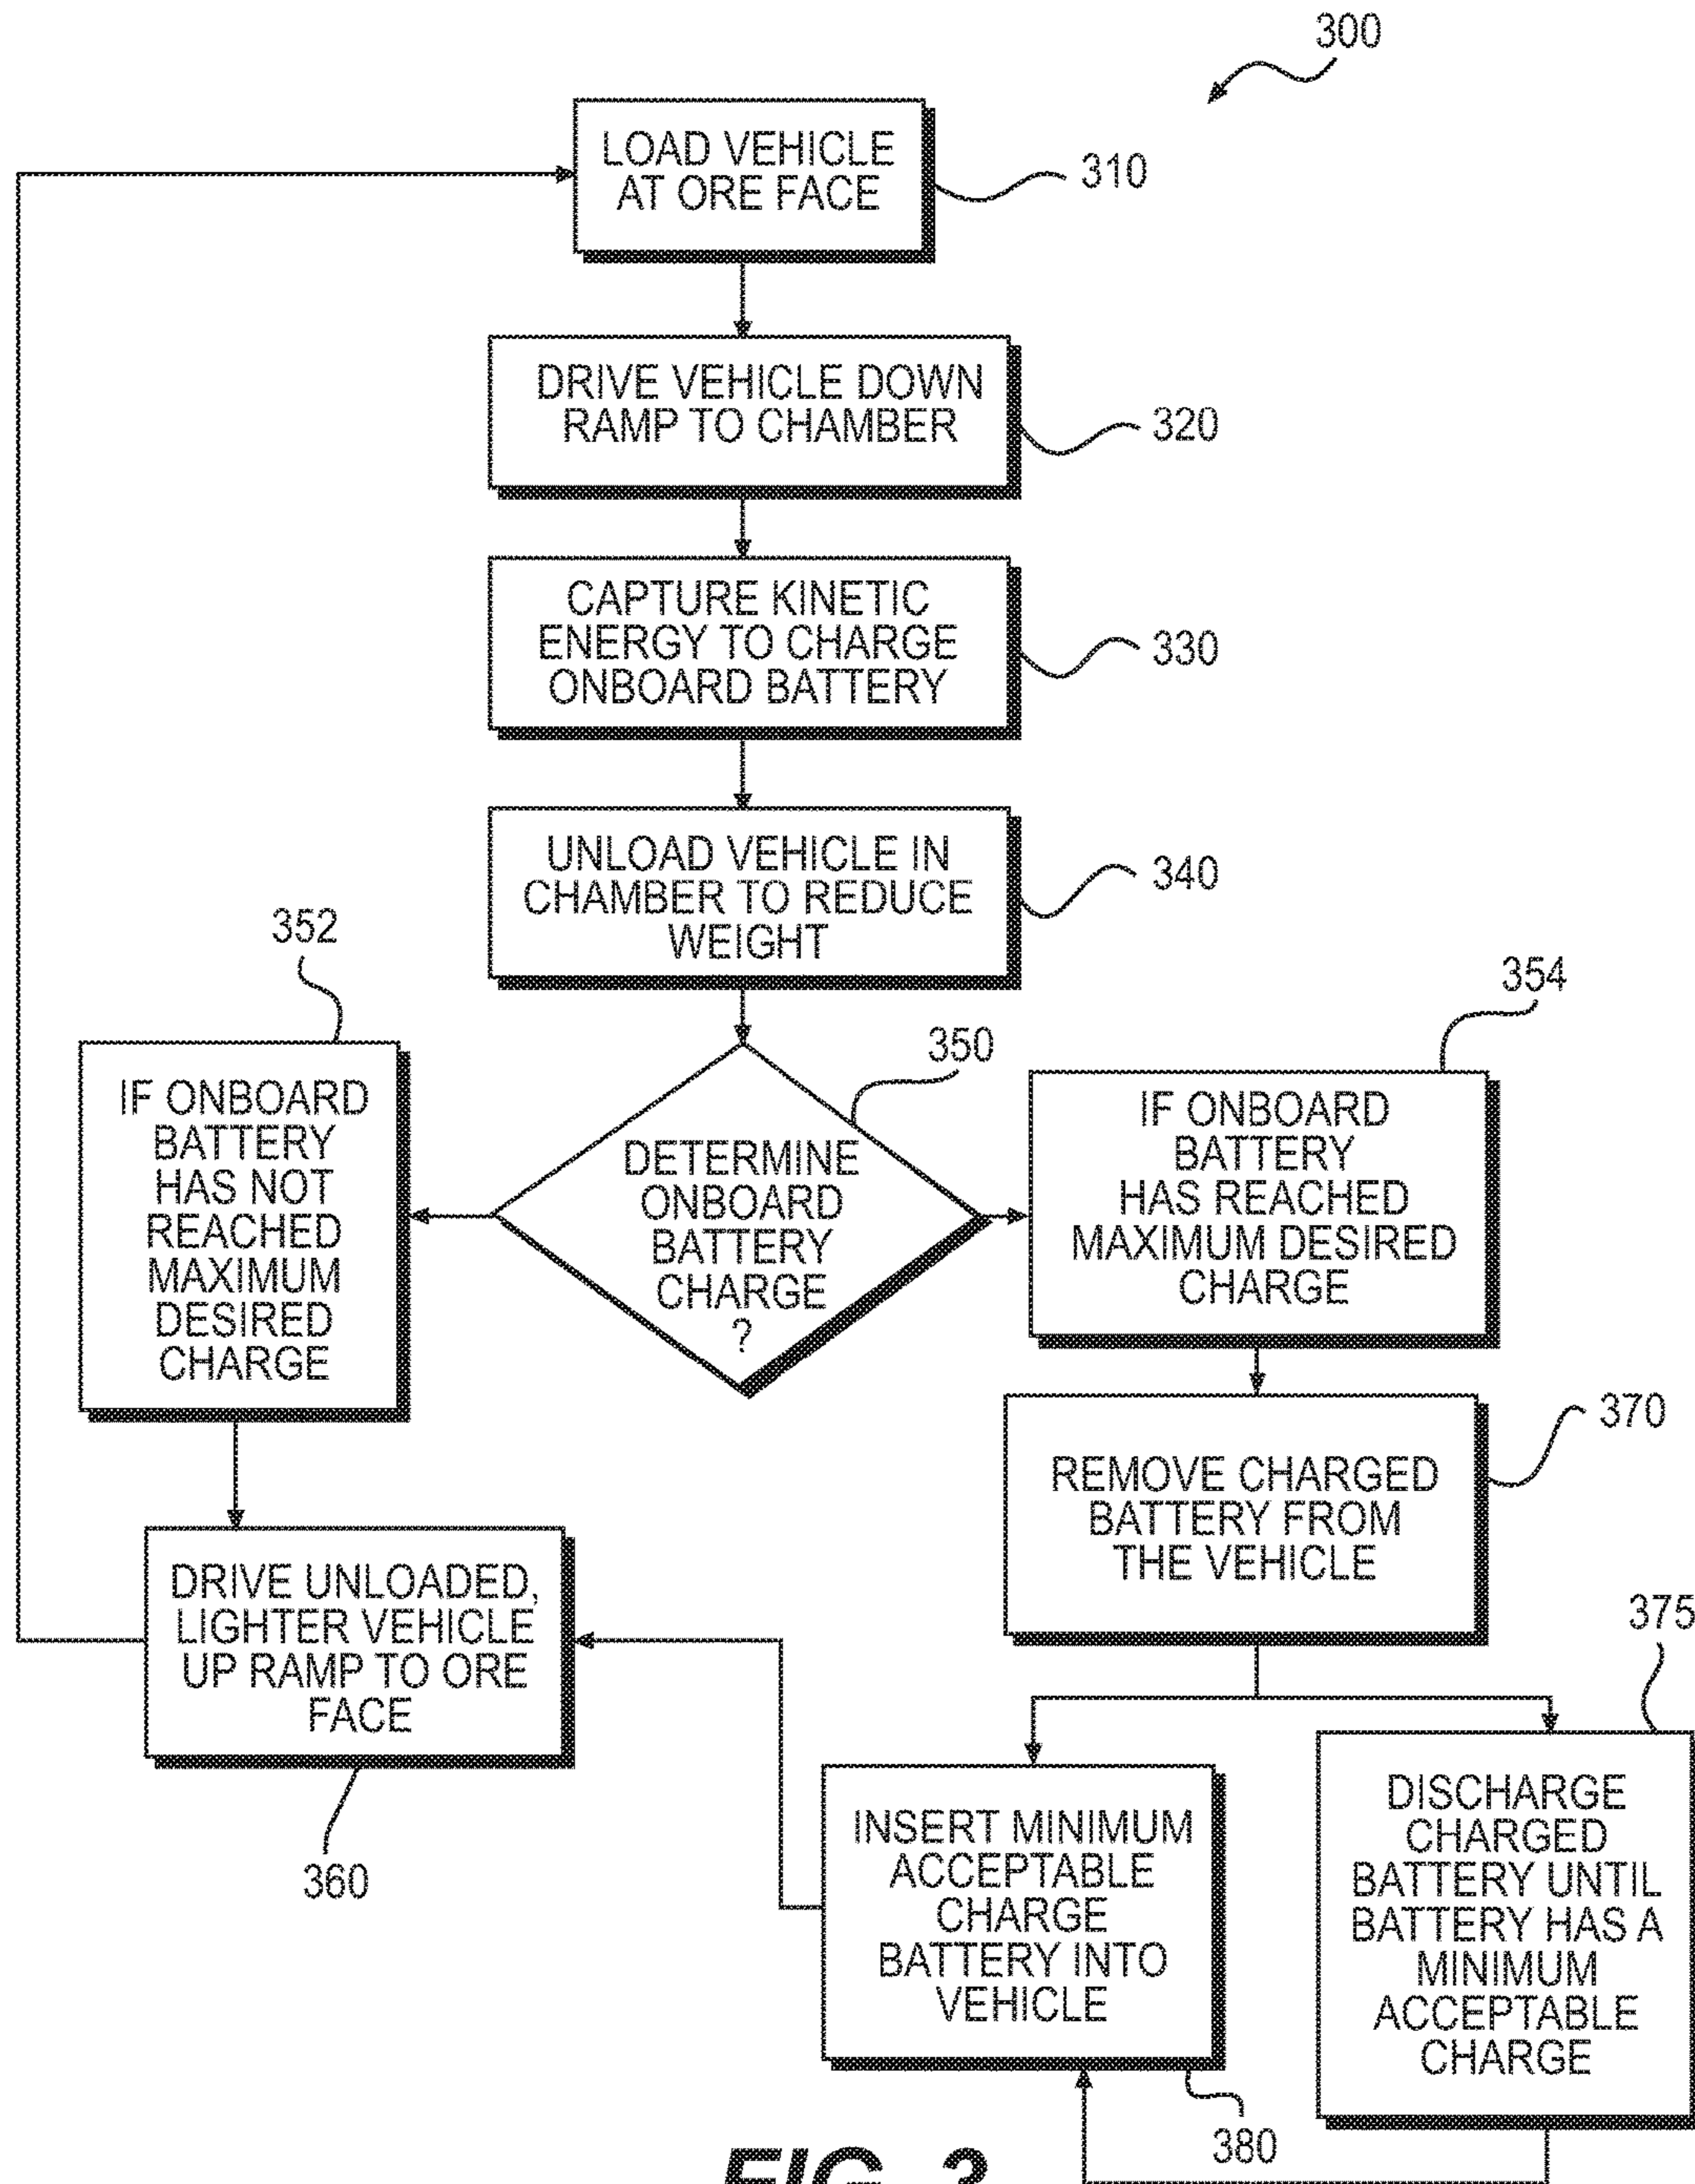 300
LOAD VEHICLE
AT ORE FACE
310
DRIVE VEHICLE DOWN
RAMP TO CHAMBER
320
CAPTURE KINETIC
ENERGY TO CHARGE
ONBOARD BATTERY
330
UNLOAD VEHICLE IN
CHAMBER TO REDUCE
WEIGHT
340
352
IF ONBOARD
BATTERY
HAS NOT
REACHED
MAXIMUM
DESIRED
CHARGE
350
DETERMINE
ONBOARD
BATTERY
CHARGE
?
354
IF ONBOARD
BATTERY
HAS REACHED
MAXIMUM DESIRED
CHARGE
370
REMOVE CHARGED
BATTERY FROM
THE VEHICLE
DRIVE UNLOADED,
LIGHTER VEHICLE
UP RAMP TO ORE
FACE
360
INSERT MINIMUM
ACCEPTABLE
CHARGE
BATTERY INTO
VEHICLE
380
375
DISCHARGE
CHARGED
BATTERY UNTIL
BATTERY HAS A
MINIMUM
ACCEPTABLE
CHARGE
FIG. 3